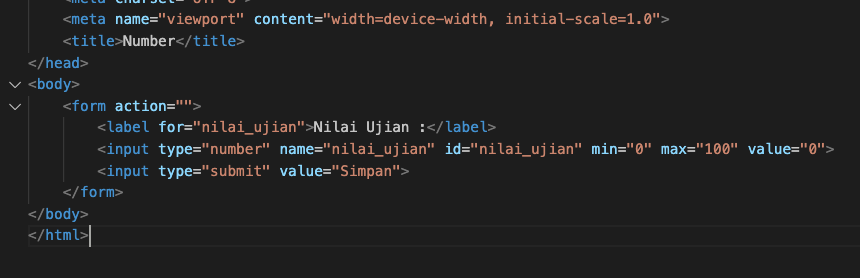 <meta name="viewport" content="width=device-width, initial-scale=1.0">
<title>Number</title>
</head>
<body>
<form action="">
<label for="nilai_ujian">Nilai Ujian :</label>
<input type="number" name="nilai_ujian" id="nilai_ujian" min="0" max="100" value="0">
<input type="submit" value="Simpan">
</form>
</body>
</html>